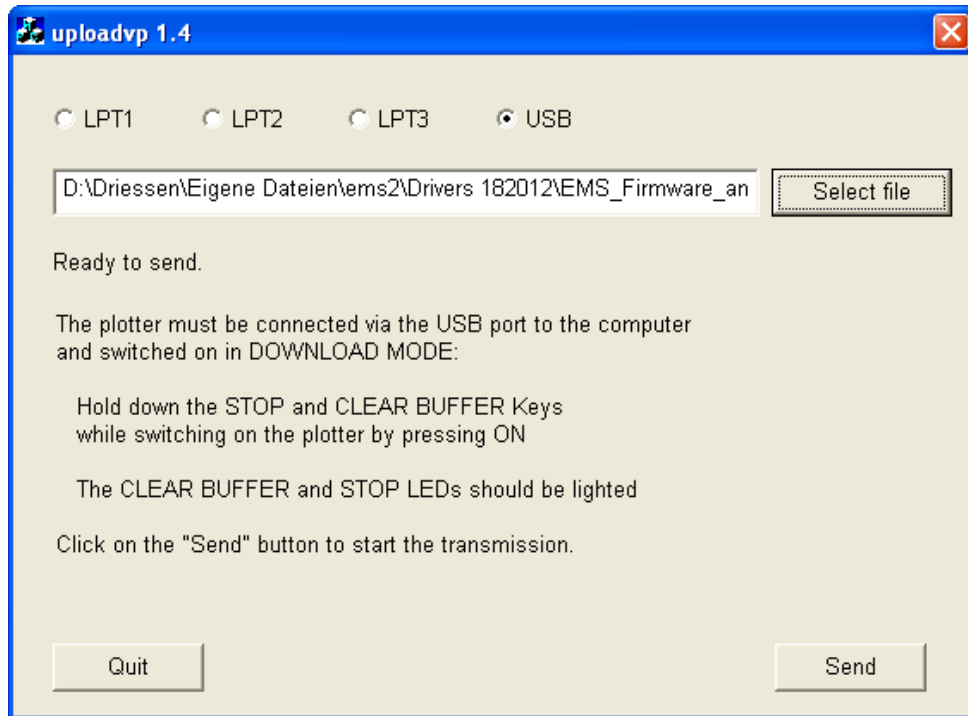 uploadvp 1.4
LPT1 LPT2 LPT3 USB
D:\Driessen\Eigene Dateien\ems2\Drivers 182012\EMS_Firmware_an Select file
Ready to send.
The plotter must be connected via the USB port to the computer
and switched on in DOWNLOAD MODE:
Hold down the STOP and CLEAR BUFFER Keys
while switching on the plotter by pressing ON
The CLEAR BUFFER and STOP LEDs should be lighted
Click on the "Send" button to start the transmission.
Quit Send